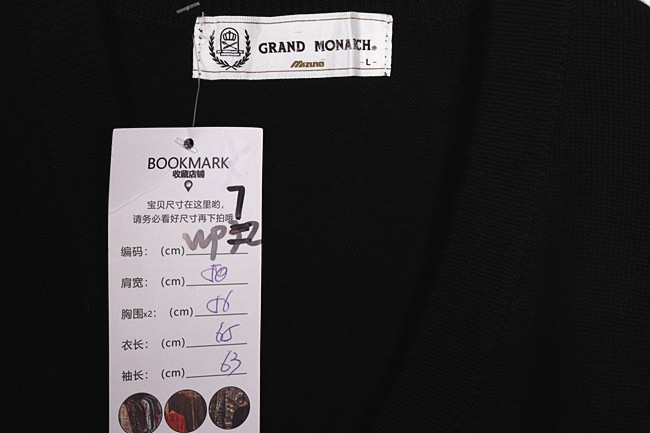 GRAND MONARCH®
Mizuno
- L -
BOOKMARK
收藏店铺
宝贝尺寸在这里哟,
请务必看好尺寸再下拍哦
7
编码: (cm)
肩宽: (cm) 50
胸围x2: (cm) 56
衣长: (cm) 65
袖长: (cm) 63